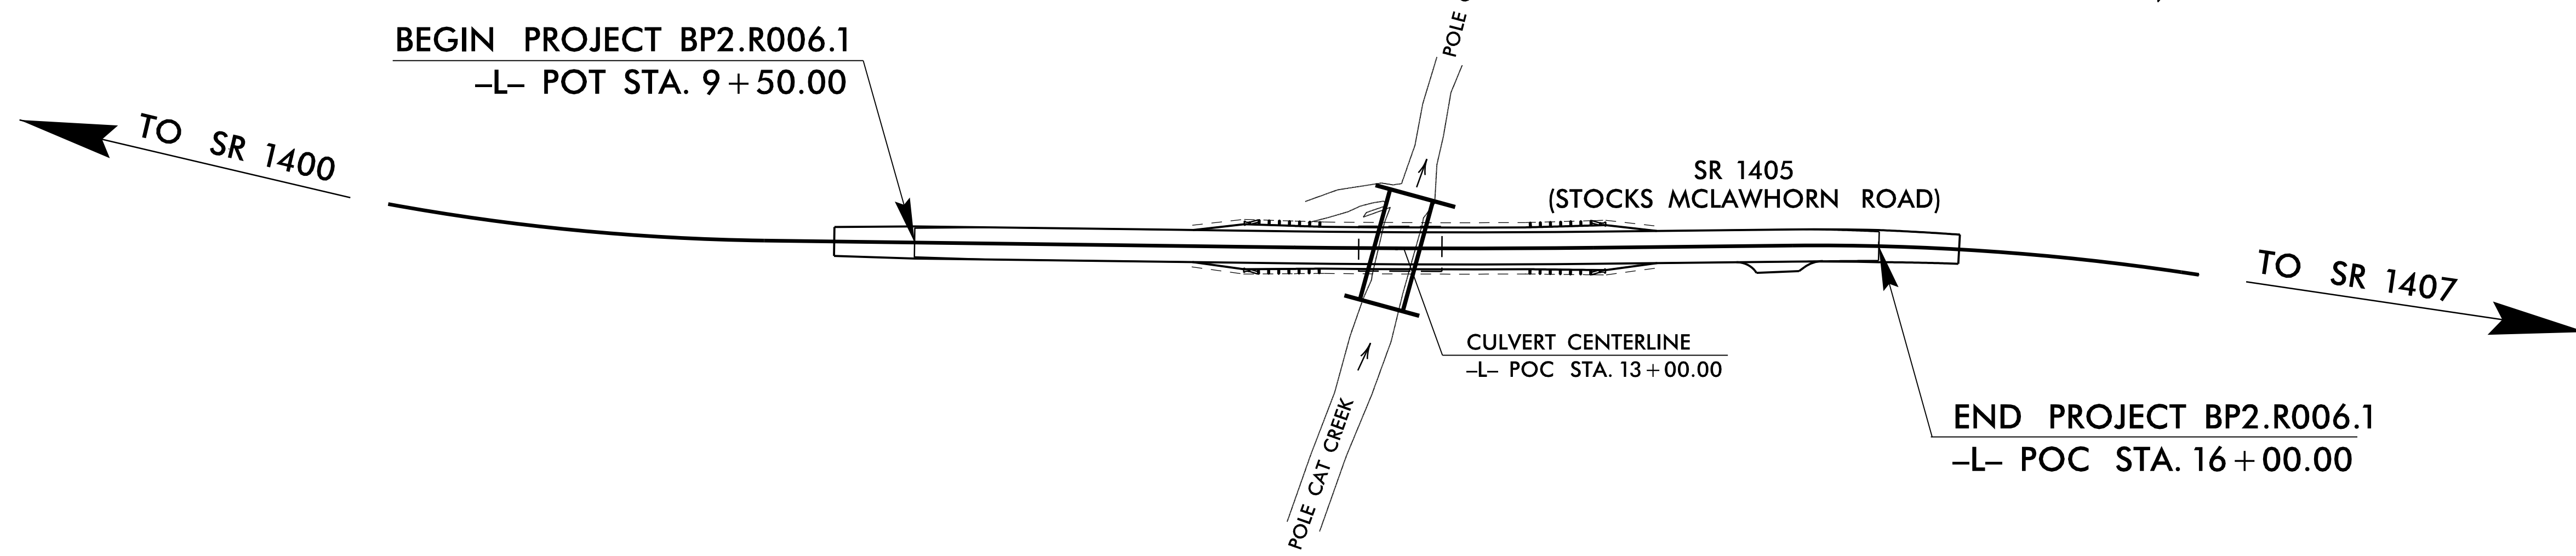 BEGIN PROJECT BP2.R006.1
–L– POT STA. 9+50.00
TO SR 1400
POLE
SR 1405
(STOCKS MCLAWHORN ROAD)
TO SR 1407
CULVERT CENTERLINE
–L– POC STA. 13+00.00
POLE CAT CREEK
END PROJECT BP2.R006.1
–L– POC STA. 16+00.00